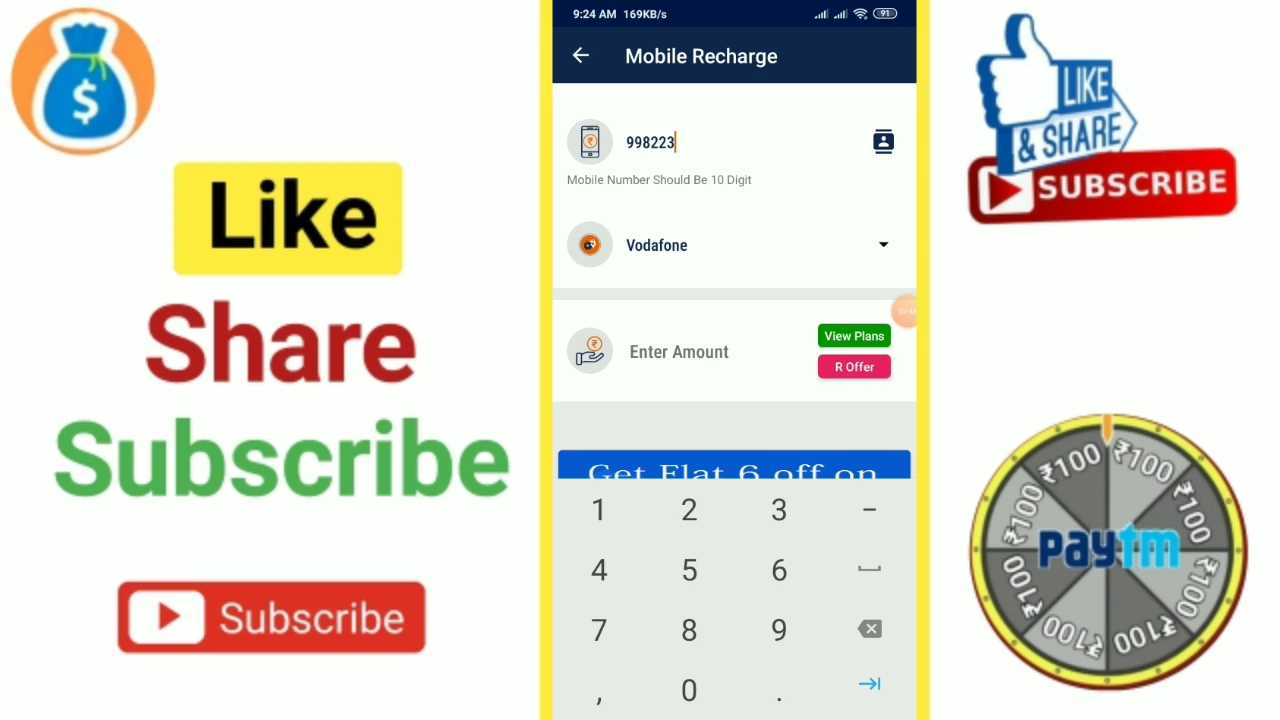 $
Like
Share
Subscribe
Subscribe
9:24 AM 169KB/s
91
Mobile Recharge
998223
Mobile Number Should Be 10 Digit
Vodafone
Enter Amount
View Plans
R Offer
Get Flat 6 off on
1 2 3 -
4 5 6
7 8 9
, 0 .
LIKE
& SHARE
SUBSCRIBE
₹100
₹100
₹100
₹100
₹100
₹100
₹100
₹100
paytm